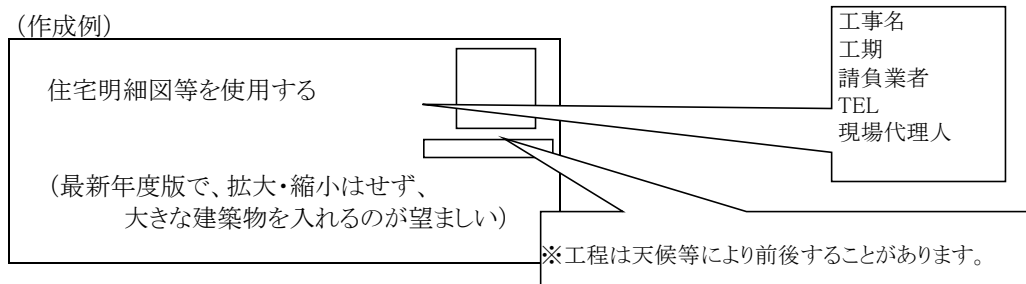 (作成例)
住宅明細図等を使用する
(最新年度版で、拡大・縮小はせず、
大きな建築物を入れるのが望ましい)
工事名
工期
請負業者
TEL
現場代理人
※工程は天候等により前後することがあります。